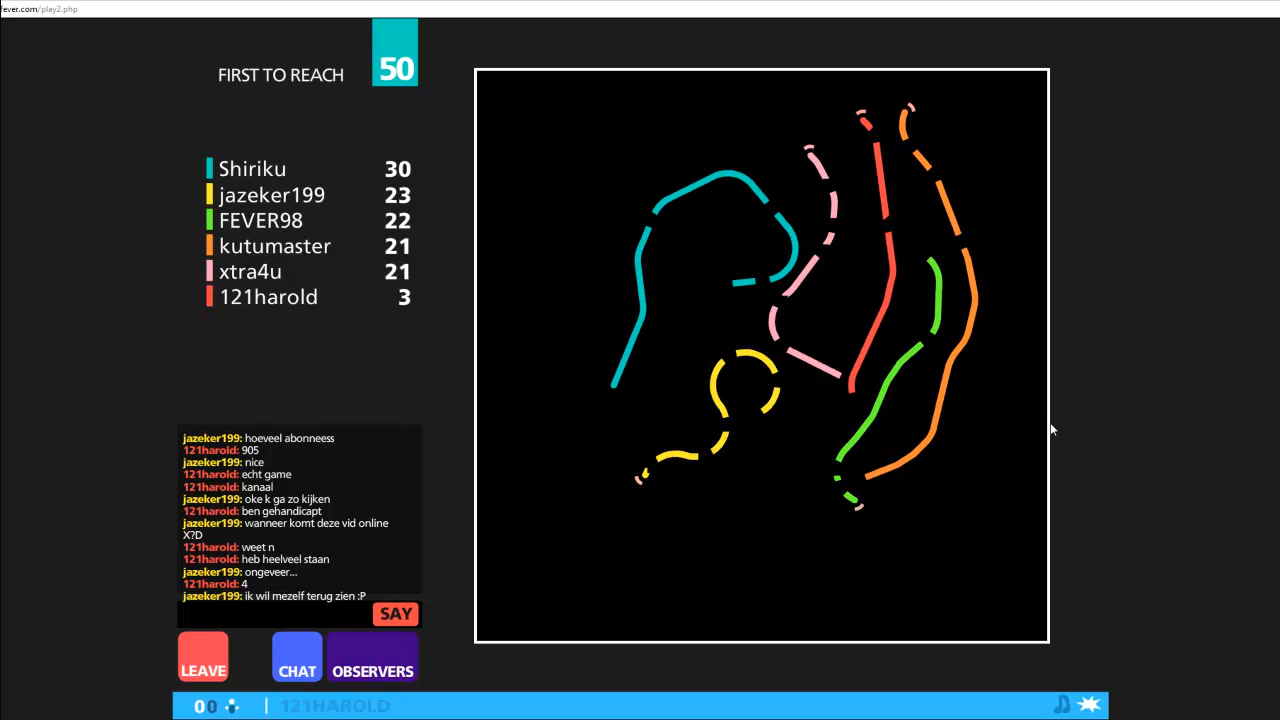 fever.com/play2.php
FIRST TO REACH 50
Shiriku 30
jazeker199 23
FEVER98 22
kutumaster 21
xtra4u 21
121harold 3
jazeker199: hoeveel abonneess
121harold: 905
jazeker199: nice
121harold: echt game
121harold: kanaal
jazeker199: oke k ga zo kijken
121harold: ben gehandicapt
jazeker199: wanneer komt deze vid online
X?D
121harold: weet n
121harold: heb heelveel staan
jazeker199: ongeveer...
121harold: 4
jazeker199: ik wil mezelf terug zien :P
SAY
LEAVE CHAT OBSERVERS
00 121HAROLD